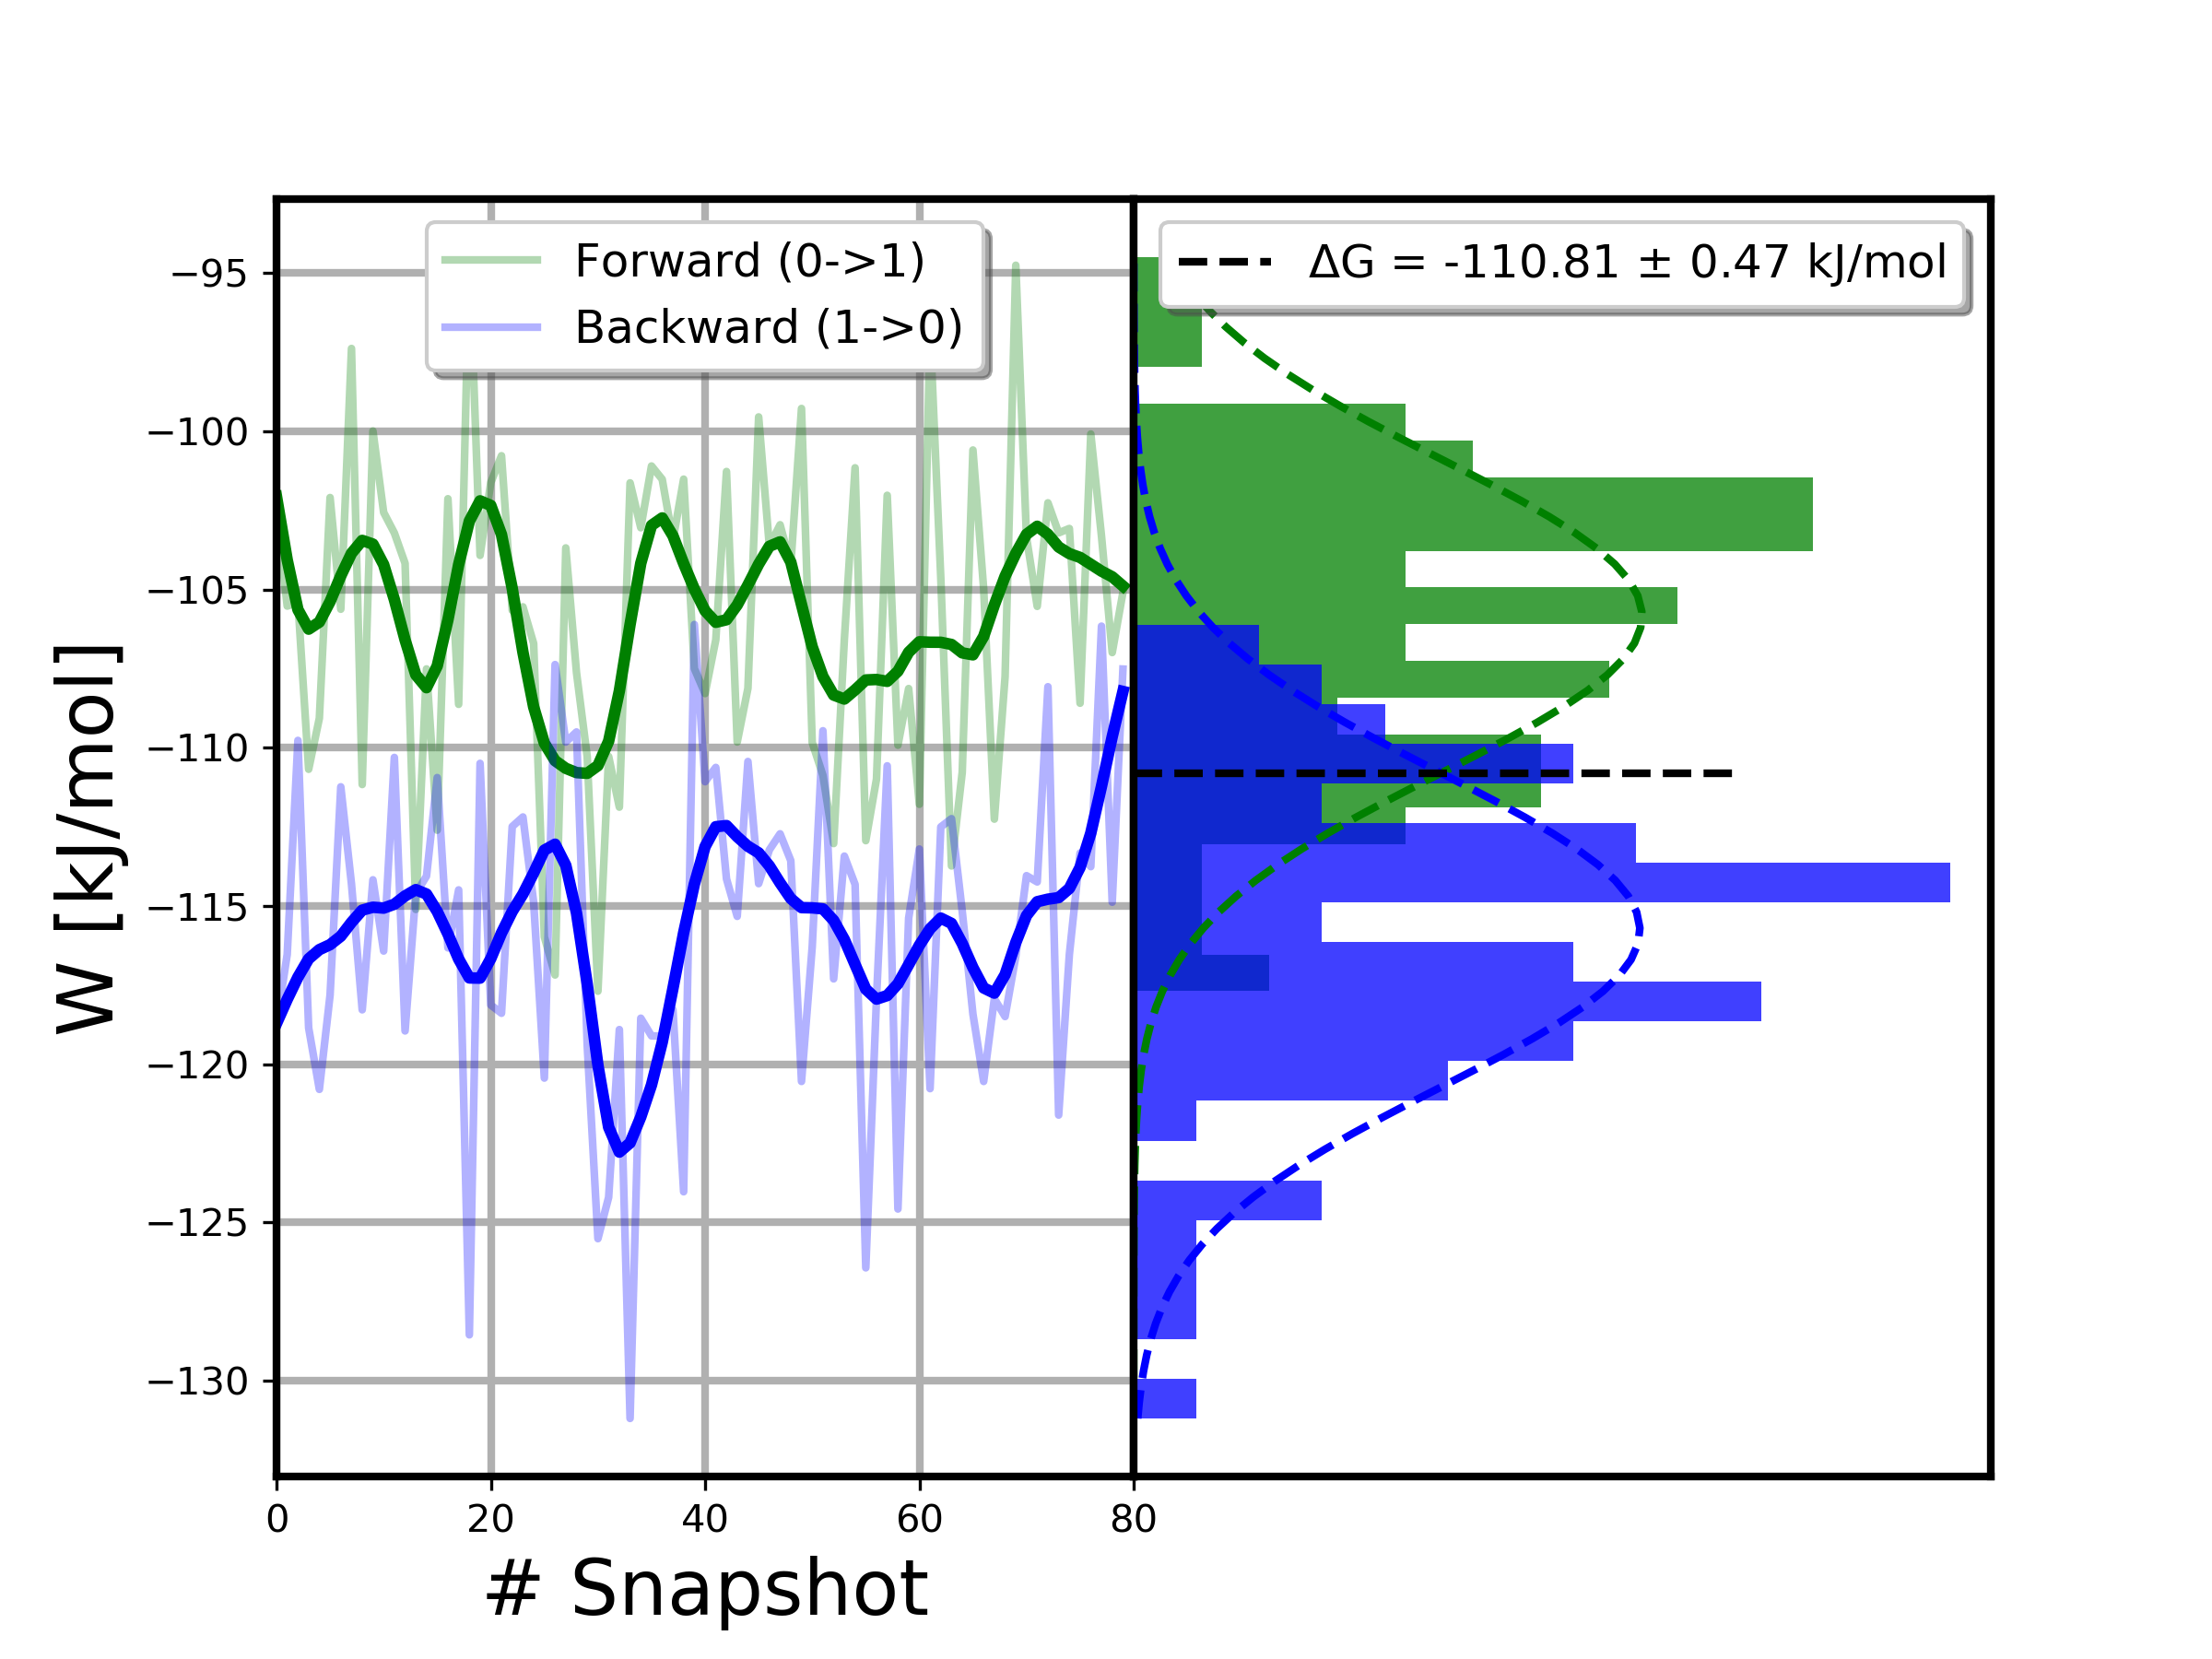 Forward (0->1)
Backward (1->0)
ΔG = -110.81 ± 0.47 kJ/mol
W [kJ/mol]
−95
−100
−105
−110
−115
−120
−125
−130
0 20 40 60 80
# Snapshot